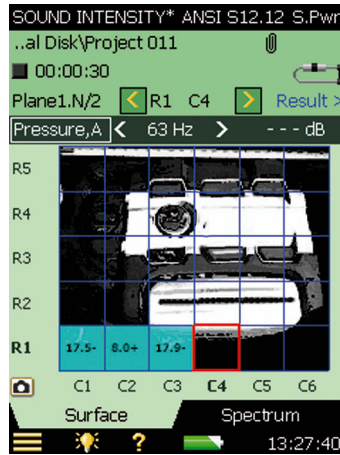 SOUND INTENSITY* ANSI S12.12 S.Pwr
..al Disk\Project 011
00:00:30
Plane1.N/2 < R1 C4 > Result >
Pressure,A < 63 Hz > - - - dB
R5
R4
R3
R2
R1 17.5- 8.0+ 17.9-
C1 C2 C3 C4 C5 C6
Surface Spectrum
? 13:27:40